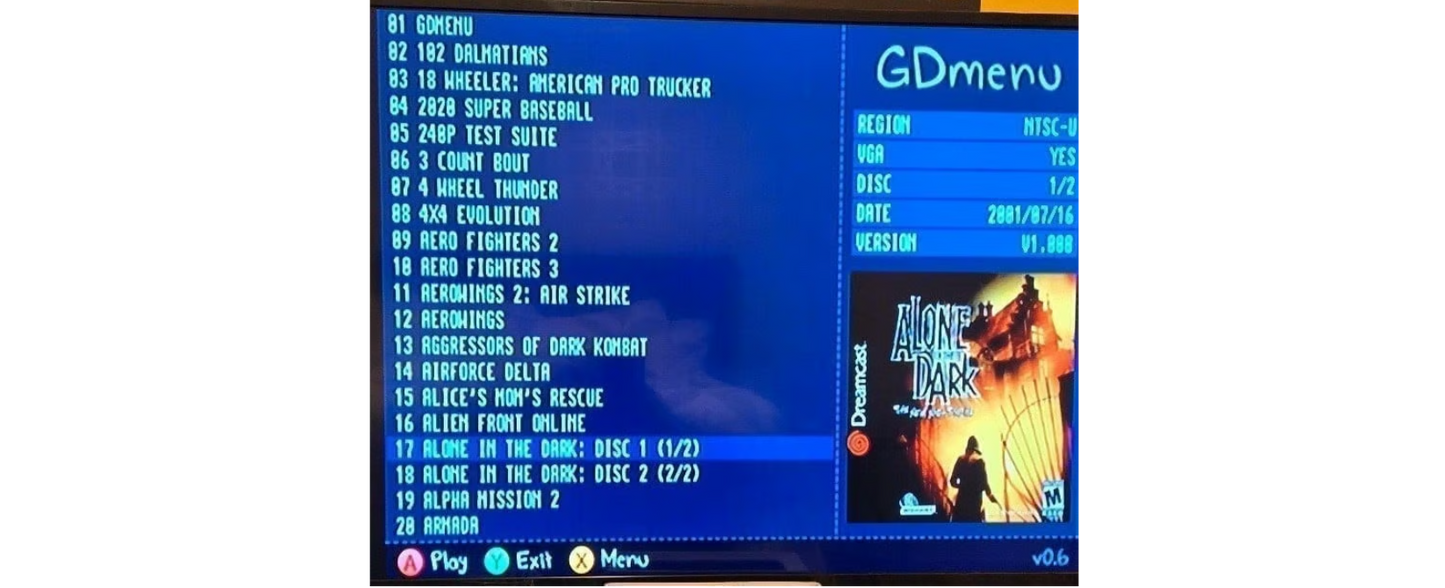 01 GDMENU
02 102 DALMATIANS
03 18 WHEELER: AMERICAN PRO TRUCKER
04 2020 SUPER BASEBALL
05 240P TEST SUITE
06 3 COUNT BOUT
07 4 WHEEL THUNDER
08 4X4 EVOLUTION
09 AERO FIGHTERS 2
10 AERO FIGHTERS 3
11 AEROWINGS 2: AIR STRIKE
12 AEROWINGS
13 AGGRESSORS OF DARK KOMBAT
14 AIRFORCE DELTA
15 ALICE'S MOM'S RESCUE
16 ALIEN FRONT ONLINE
17 ALONE IN THE DARK: DISC 1 (1/2)
18 ALONE IN THE DARK: DISC 2 (2/2)
19 ALPHA MISSION 2
20 ARMADA
GDmenu
REGION NTSC-U
VGA YES
DISC 1/2
DATE 2001/07/16
VERSION V1.000
ALONE
IN THE
DARK
Dreamcast
M
A Play Y Exit X Menu
v0.6